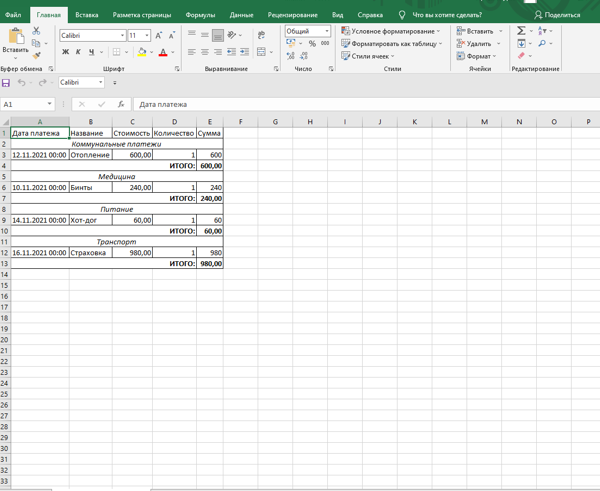 Файл Главная Вставка Разметка страницы Формулы Данные Рецензирование Вид Справка Что вы хотите сделать? Поделиться
Calibri 11 Общий Условное форматирование Вставить
Вставить Форматировать как таблицу Удалить
Ж К Ч % 000 Стили ячеек Формат
Буфер обмена Шрифт Выравнивание Число Стили Ячейки Редактирование
Calibri
A1 fx Дата платежа
A B C D E F G H I J K L M N O P
1 Дата платежа Название Стоимость Количество Сумма
2 Коммунальные платежи
3 12.11.2021 00:00 Отопление 600,00 1 600
4 ИТОГО: 600,00
5 Медицина
6 10.11.2021 00:00 Бинты 240,00 1 240
7 ИТОГО: 240,00
8 Питание
9 14.11.2021 00:00 Хот-дог 60,00 1 60
10 ИТОГО: 60,00
11 Транспорт
12 16.11.2021 00:00 Страховка 980,00 1 980
13 ИТОГО: 980,00
14
15
16
17
18
19
20
21
22
23
24
25
26
27
28
29
30
31
32
33